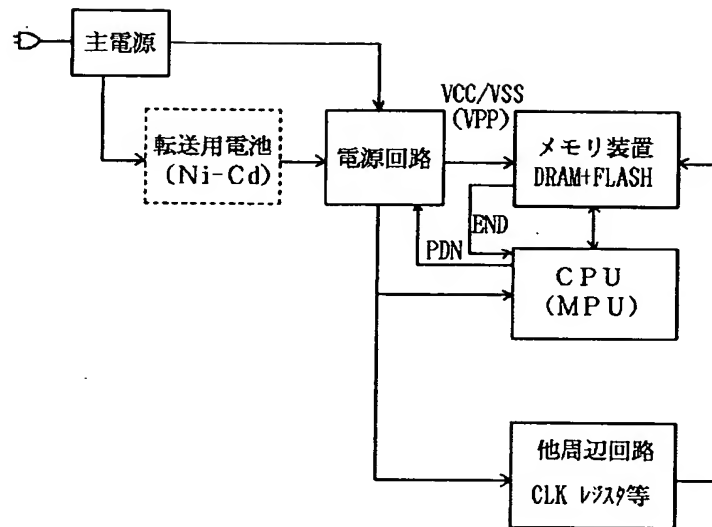 主電源
転送用電池
(Ni-Cd)
電源回路
VCC/VSS
(VPP)
メモリ装置
DRAM+FLASH
END
PDN
CPU
(MPU)
他周辺回路
CLK ﾚｼﾞｽﾀ等